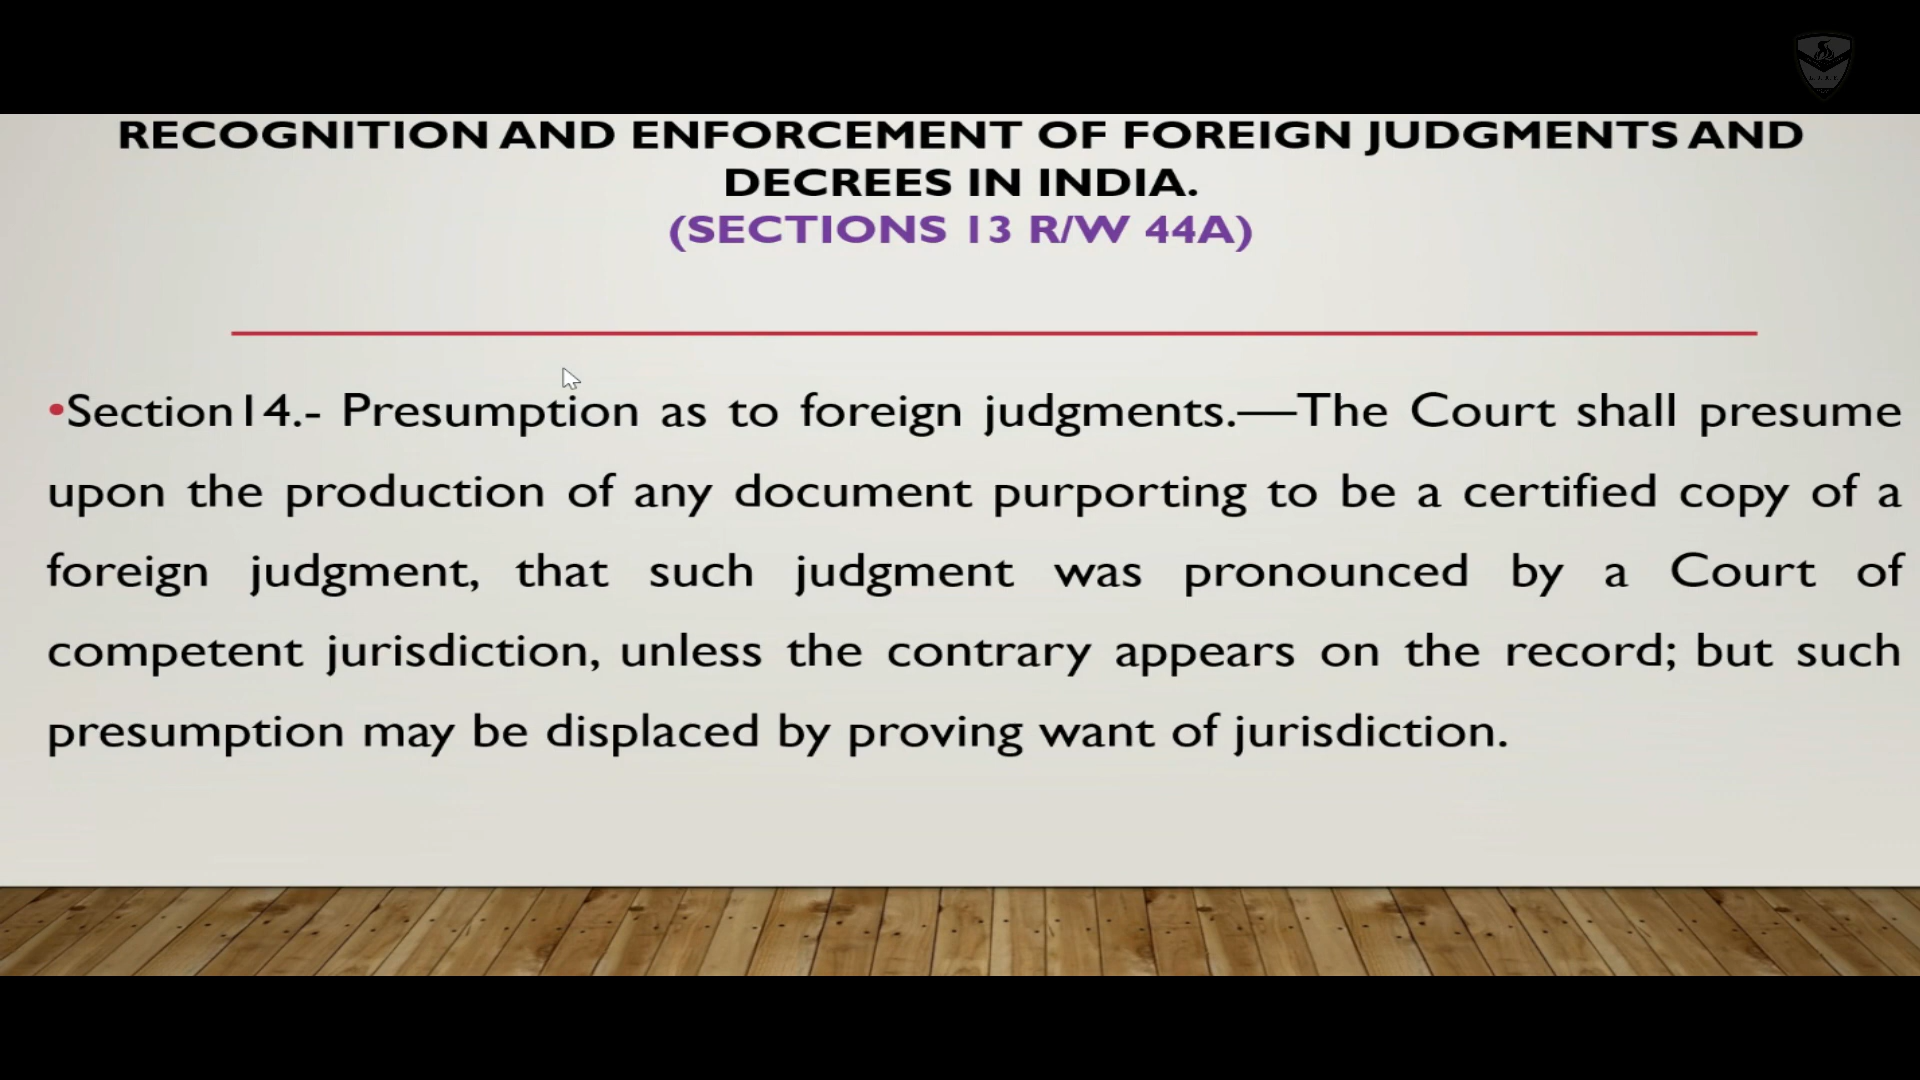 RECOGNITION AND ENFORCEMENT OF FOREIGN JUDGMENTS AND
DECREES IN INDIA.
(SECTIONS 13 R/W 44A)
•Section14.- Presumption as to foreign judgments.—The Court shall presume
upon the production of any document purporting to be a certified copy of a
foreign judgment, that such judgment was pronounced by a Court of
competent jurisdiction, unless the contrary appears on the record; but such
presumption may be displaced by proving want of jurisdiction.